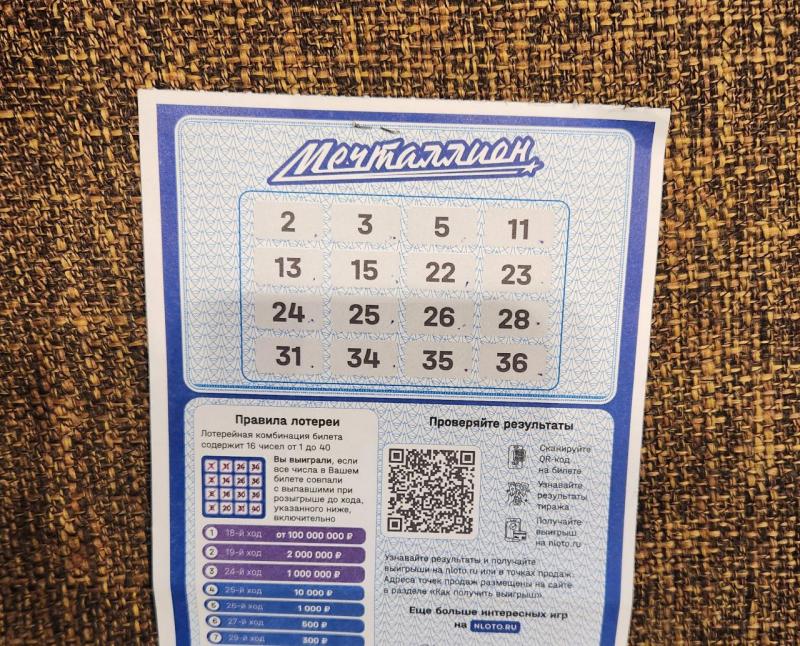 Мечталлион
2 3 5 11
13 15 22 23
24 25 26 28
31 34 35 36
Правила лотереи
Лотерейная комбинация билета
содержит 16 чисел от 1 до 40
Вы выиграли, если
все числа в Вашем
билете совпали
с выпавшими при
розыгрыше до хода,
указанного ниже,
включительно
1 18-й ход от 100 000 000 ₽
2 19-й ход 2 000 000 ₽
3 24-й ход 1 000 000 ₽
4 25-й ход 10 000 ₽
5 26-й ход 1 000 ₽
6 27-й ход 500 ₽
7 29-й ход 300 ₽
Проверяйте результаты
Сканируйте
QR-код
на билете
Узнавайте
результаты
тиража
Получайте
выигрыш
на nloto.ru
Узнавайте результаты и получайте
выигрыши на nloto.ru или в точках продаж.
Адреса точек продаж размещены на сайте
в разделе «Как получить выигрыш».
Еще больше интересных игр
на NLOTO.RU